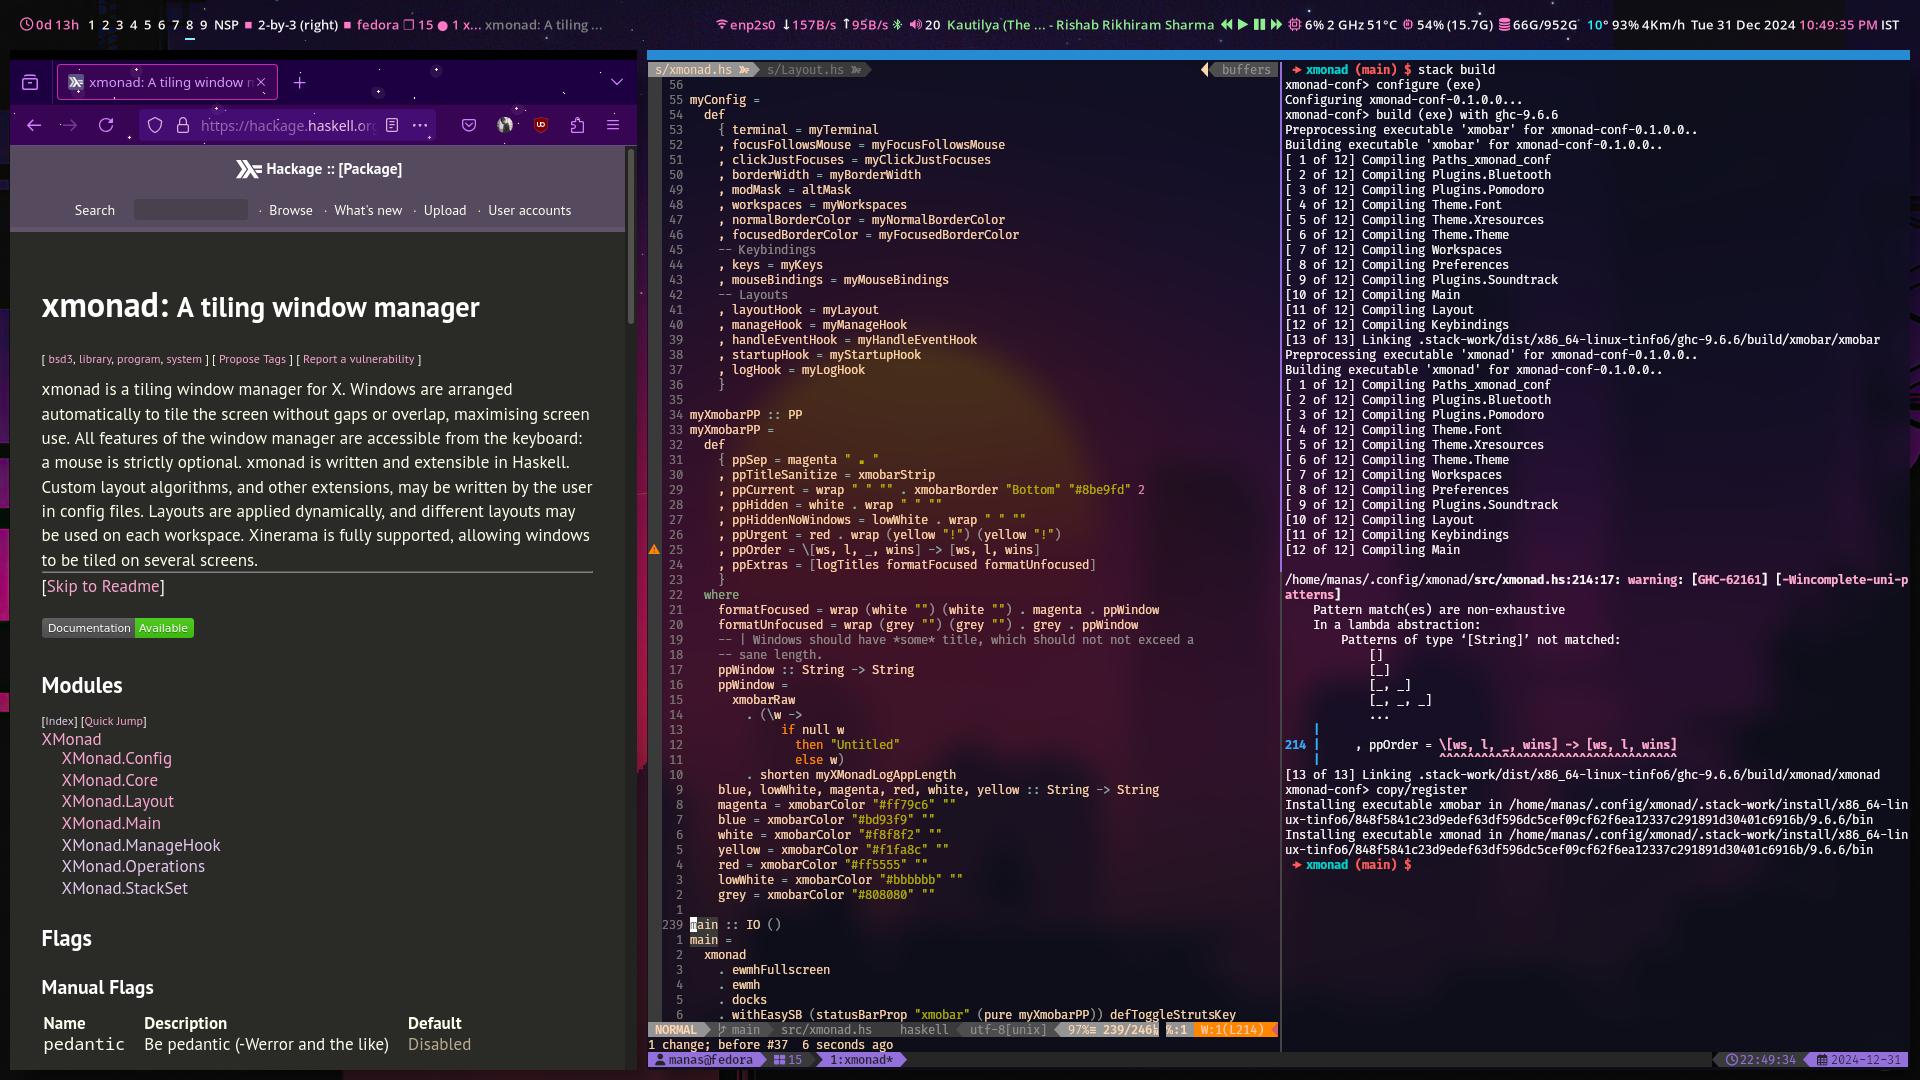 0d 13h 1 2 3 4 5 6 7 8 9 NSP ■ 2-by-3 (right) ■ fedora 15 1 x... xmonad: A tiling ...
enp2s0 ↓157B/s ↑95B/s 20 Kautilya (The ... - Rishab Rikhiram Sharma 6% 2 GHz 51°C 54% (15.7G) 66G/952G 10° 93% 4Km/h Tue 31 Dec 2024 10:49:35 PM IST
xmonad: A tiling window m
https://hackage.haskell.org
Hackage :: [Package]
Search · Browse · What's new · Upload · User accounts
xmonad: A tiling window manager
[ bsd3, library, program, system ] [ Propose Tags ] [ Report a vulnerability ]
xmonad is a tiling window manager for X. Windows are arranged
automatically to tile the screen without gaps or overlap, maximising screen
use. All features of the window manager are accessible from the keyboard:
a mouse is strictly optional. xmonad is written and extensible in Haskell.
Custom layout algorithms, and other extensions, may be written by the user
in config files. Layouts are applied dynamically, and different layouts may
be used on each workspace. Xinerama is fully supported, allowing windows
to be tiled on several screens.
[Skip to Readme]
Documentation Available
Modules
[Index] [Quick Jump]
XMonad
XMonad.Config
XMonad.Core
XMonad.Layout
XMonad.Main
XMonad.ManageHook
XMonad.Operations
XMonad.StackSet
Flags
Manual Flags
Name Description Default
pedantic Be pedantic (-Werror and the like) Disabled
s/xmonad.hs s/Layout.hs buffers
56
55 myConfig =
54   def
53     { terminal = myTerminal
52     , focusFollowsMouse = myFocusFollowsMouse
51     , clickJustFocuses = myClickJustFocuses
50     , borderWidth = myBorderWidth
49     , modMask = altMask
48     , workspaces = myWorkspaces
47     , normalBorderColor = myNormalBorderColor
46     , focusedBorderColor = myFocusedBorderColor
45     -- Keybindings
44     , keys = myKeys
43     , mouseBindings = myMouseBindings
42     -- Layouts
41     , layoutHook = myLayout
40     , manageHook = myManageHook
39     , handleEventHook = myHandleEventHook
38     , startupHook = myStartupHook
37     , logHook = myLogHook
36     }
35
34 myXmobarPP :: PP
33 myXmobarPP =
32   def
31     { ppSep = magenta " ▪ "
30     , ppTitleSanitize = xmobarStrip
29     , ppCurrent = wrap " " "" . xmobarBorder "Bottom" "#8be9fd" 2
28     , ppHidden = white . wrap " " ""
27     , ppHiddenNoWindows = lowWhite . wrap " " ""
26     , ppUrgent = red . wrap (yellow "!") (yellow "!")
25     , ppOrder = \[ws, l, _, wins] -> [ws, l, wins]
24     , ppExtras = [logTitles formatFocused formatUnfocused]
23     }
22   where
21     formatFocused = wrap (white "") (white "") . magenta . ppWindow
20     formatUnfocused = wrap (grey "") (grey "") . grey . ppWindow
19     -- | Windows should have *some* title, which should not not exceed a
18     -- sane length.
17     ppWindow :: String -> String
16     ppWindow =
15       xmobarRaw
14         . (\w ->
13              if null w
12                then "Untitled"
11                else w)
10         . shorten myXMonadLogAppLength
9     blue, lowWhite, magenta, red, white, yellow :: String -> String
8     magenta = xmobarColor "#ff79c6" ""
7     blue = xmobarColor "#bd93f9" ""
6     white = xmobarColor "#f8f8f2" ""
5     yellow = xmobarColor "#f1fa8c" ""
4     red = xmobarColor "#ff5555" ""
3     lowWhite = xmobarColor "#bbbbbb" ""
2     grey = xmobarColor "#808080" ""
1
239 main :: IO ()
1 main =
2   xmonad
3     . ewmhFullscreen
4     . ewmh
5     . docks
6     . withEasySB (statusBarProp "xmobar" (pure myXmobarPP)) defToggleStrutsKey
NORMAL main src/xmonad.hs haskell utf-8[unix] 97% 239/246 %:1 W:1(L214)
1 change; before #37  6 seconds ago
➜ xmonad (main) $ stack build
xmonad-conf> configure (exe)
Configuring xmonad-conf-0.1.0.0...
xmonad-conf> build (exe) with ghc-9.6.6
Preprocessing executable 'xmobar' for xmonad-conf-0.1.0.0..
Building executable 'xmobar' for xmonad-conf-0.1.0.0..
[ 1 of 12] Compiling Paths_xmonad_conf
[ 2 of 12] Compiling Plugins.Bluetooth
[ 3 of 12] Compiling Plugins.Pomodoro
[ 4 of 12] Compiling Theme.Font
[ 5 of 12] Compiling Theme.Xresources
[ 6 of 12] Compiling Theme.Theme
[ 7 of 12] Compiling Workspaces
[ 8 of 12] Compiling Preferences
[ 9 of 12] Compiling Plugins.Soundtrack
[10 of 12] Compiling Main
[11 of 12] Compiling Layout
[12 of 12] Compiling Keybindings
[13 of 13] Linking .stack-work/dist/x86_64-linux-tinfo6/ghc-9.6.6/build/xmobar/xmobar
Preprocessing executable 'xmonad' for xmonad-conf-0.1.0.0..
Building executable 'xmonad' for xmonad-conf-0.1.0.0..
[ 1 of 12] Compiling Paths_xmonad_conf
[ 2 of 12] Compiling Plugins.Bluetooth
[ 3 of 12] Compiling Plugins.Pomodoro
[ 4 of 12] Compiling Theme.Font
[ 5 of 12] Compiling Theme.Xresources
[ 6 of 12] Compiling Theme.Theme
[ 7 of 12] Compiling Workspaces
[ 8 of 12] Compiling Preferences
[ 9 of 12] Compiling Plugins.Soundtrack
[10 of 12] Compiling Layout
[11 of 12] Compiling Keybindings
[12 of 12] Compiling Main
/home/manas/.config/xmonad/src/xmonad.hs:214:17: warning: [GHC-62161] [-Wincomplete-uni-p
atterns]
    Pattern match(es) are non-exhaustive
    In a lambda abstraction:
        Patterns of type ‘[String]’ not matched:
            []
            [_]
            [_, _]
            [_, _, _]
            ...
    |
214 |     , ppOrder = \[ws, l, _, wins] -> [ws, l, wins]
    |                 ^^^^^^^^^^^^^^^^^^^^^^^^^^^^^^^^^^
[13 of 13] Linking .stack-work/dist/x86_64-linux-tinfo6/ghc-9.6.6/build/xmonad/xmonad
xmonad-conf> copy/register
Installing executable xmobar in /home/manas/.config/xmonad/.stack-work/install/x86_64-lin
ux-tinfo6/848f5841c23d9edef63df596dc5cef09cf62f6ea12337c291891d30401c6916b/9.6.6/bin
Installing executable xmonad in /home/manas/.config/xmonad/.stack-work/install/x86_64-lin
ux-tinfo6/848f5841c23d9edef63df596dc5cef09cf62f6ea12337c291891d30401c6916b/9.6.6/bin
➜ xmonad (main) $
manas@fedora 15 1:xmonad* 22:49:34 2024-12-31